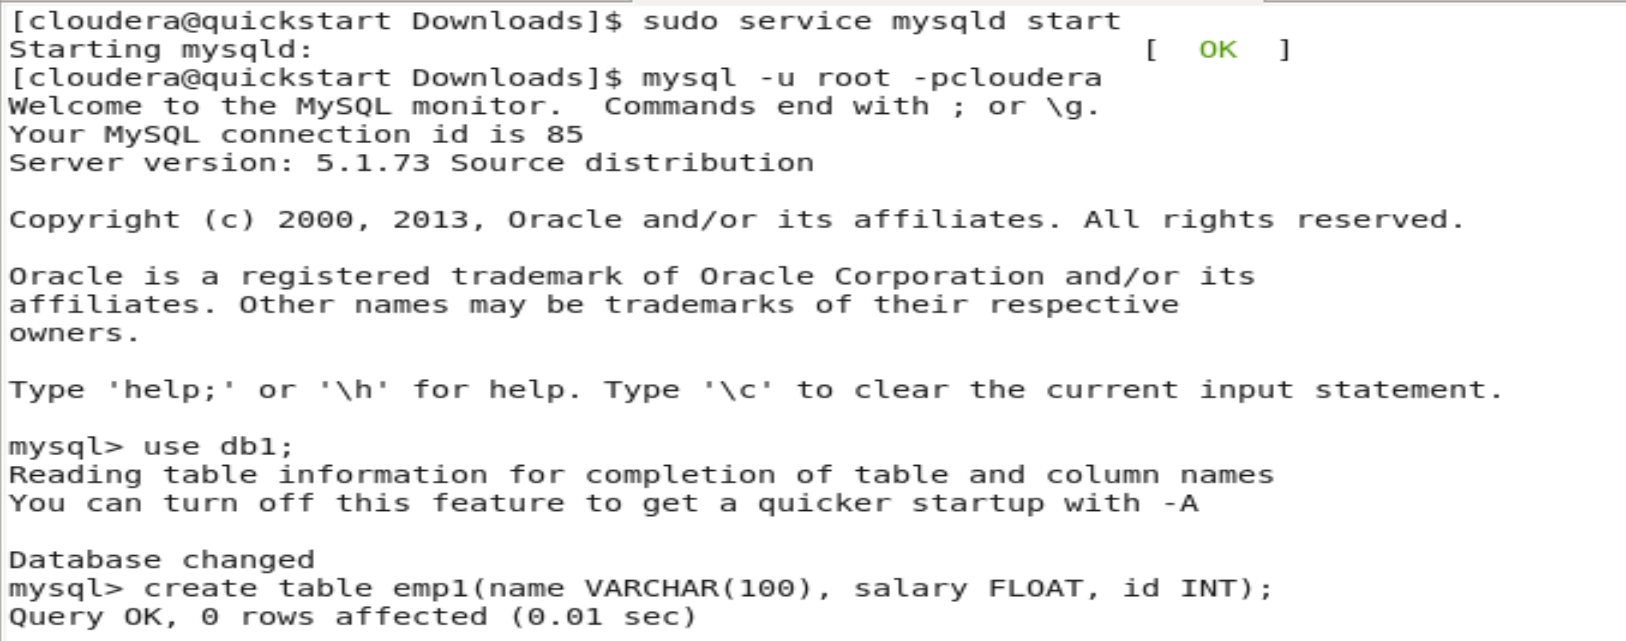 [cloudera@quickstart Downloads]$ sudo service mysqld start
Starting mysqld:                                           [  OK  ]
[cloudera@quickstart Downloads]$ mysql -u root -pcloudera
Welcome to the MySQL monitor.  Commands end with ; or \g.
Your MySQL connection id is 85
Server version: 5.1.73 Source distribution

Copyright (c) 2000, 2013, Oracle and/or its affiliates. All rights reserved.

Oracle is a registered trademark of Oracle Corporation and/or its
affiliates. Other names may be trademarks of their respective
owners.

Type 'help;' or '\h' for help. Type '\c' to clear the current input statement.

mysql> use db1;
Reading table information for completion of table and column names
You can turn off this feature to get a quicker startup with -A

Database changed
mysql> create table emp1(name VARCHAR(100), salary FLOAT, id INT);
Query OK, 0 rows affected (0.01 sec)